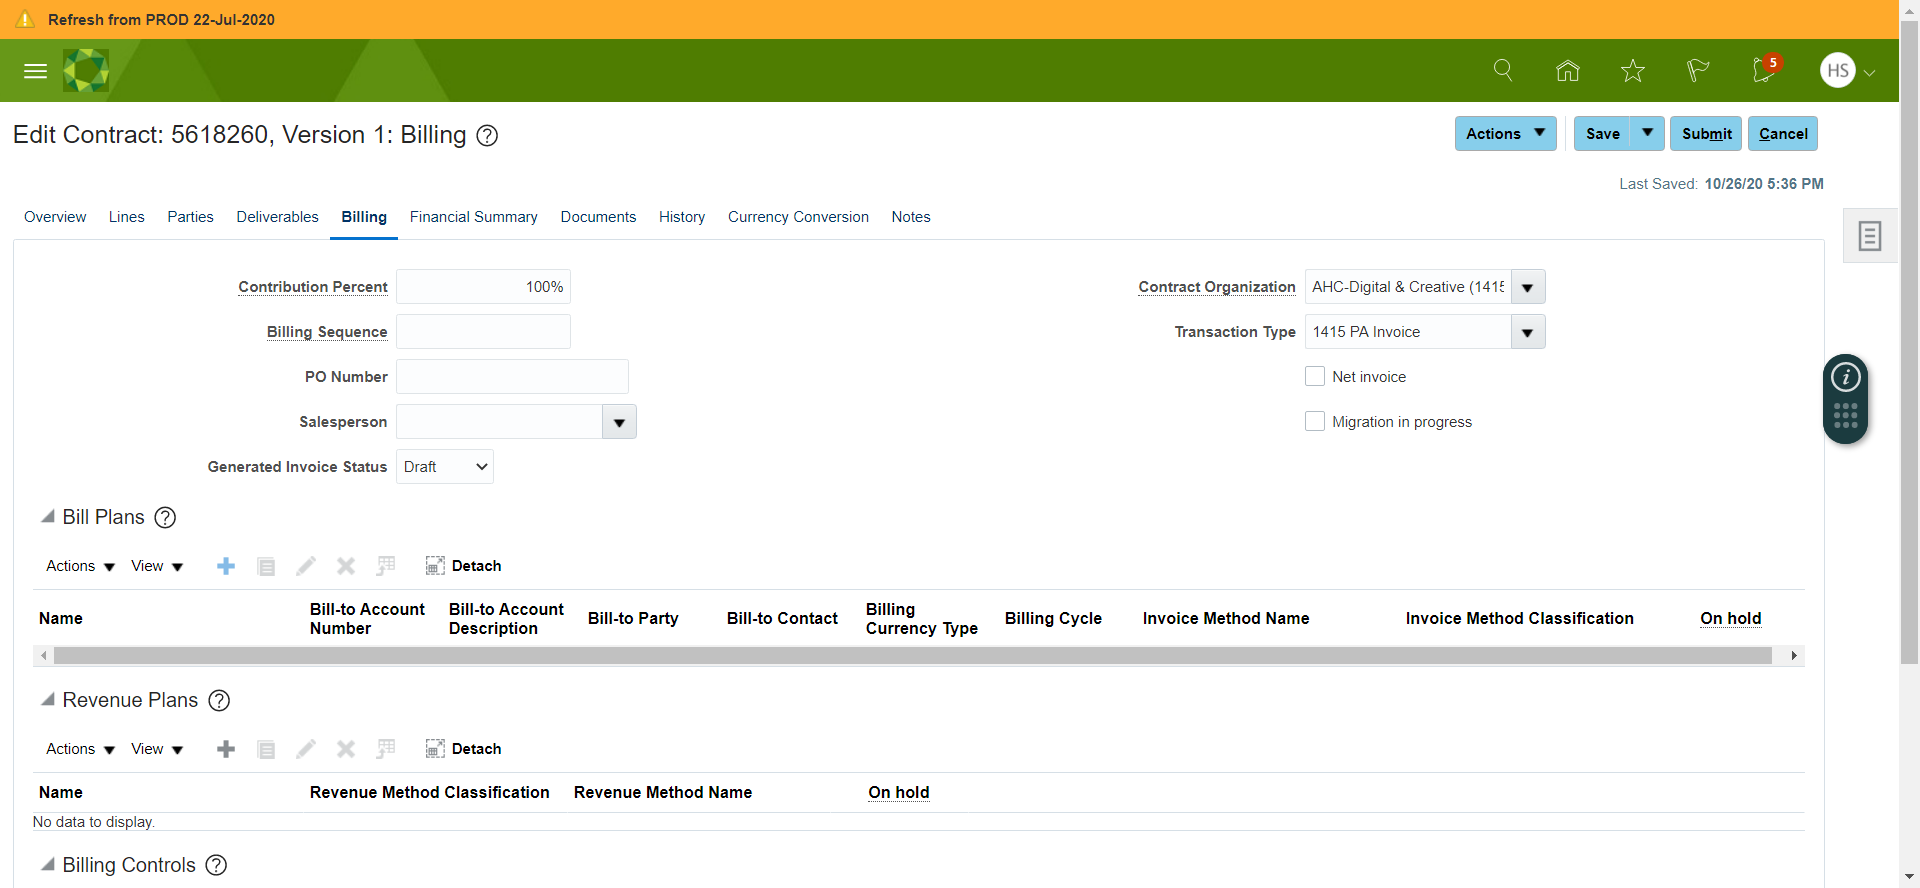 Refresh from PROD 22-Jul-2020
5
HS
Edit Contract: 5618260, Version 1: Billing ?
Actions Save Submit Cancel
Last Saved: 10/26/20 5:36 PM
Overview Lines Parties Deliverables Billing Financial Summary Documents History Currency Conversion Notes
Contribution Percent 100% Contract Organization AHC-Digital & Creative (1415
Billing Sequence Transaction Type 1415 PA Invoice
PO Number Net invoice
Salesperson Migration in progress
Generated Invoice Status Draft
Bill Plans ?
Actions View Detach
Name Bill-to Account Number Bill-to Account Description Bill-to Party Bill-to Contact Billing Currency Type Billing Cycle Invoice Method Name Invoice Method Classification On hold
Revenue Plans ?
Actions View Detach
Name Revenue Method Classification Revenue Method Name On hold
No data to display.
Billing Controls ?